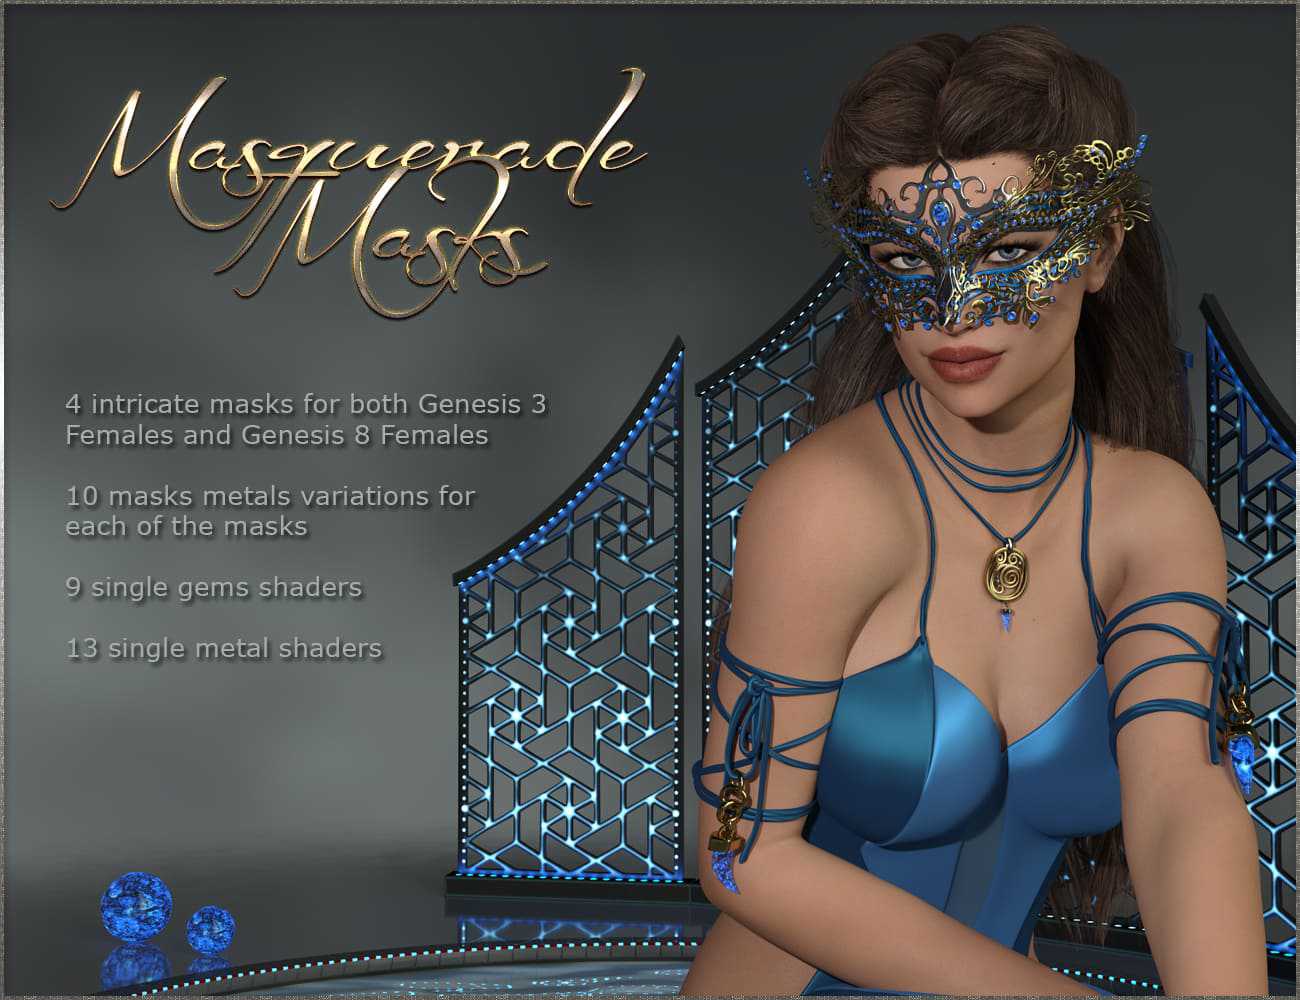 Masquerade
Masks
4 intricate masks for both Genesis 3
Females and Genesis 8 Females
10 masks metals variations for
each of the masks
9 single gems shaders
13 single metal shaders